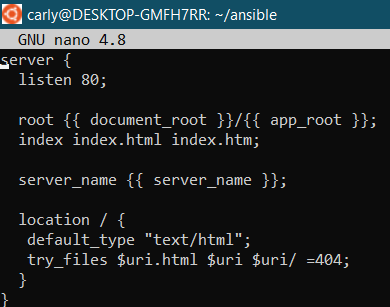 carly@DESKTOP-GMFH7RR: ~/ansible
GNU nano 4.8
server {
  listen 80;

  root {{ document_root }}/{{ app_root }};
  index index.html index.htm;

  server_name {{ server_name }};

  location / {
   default_type "text/html";
   try_files $uri.html $uri $uri/ =404;
  }
}